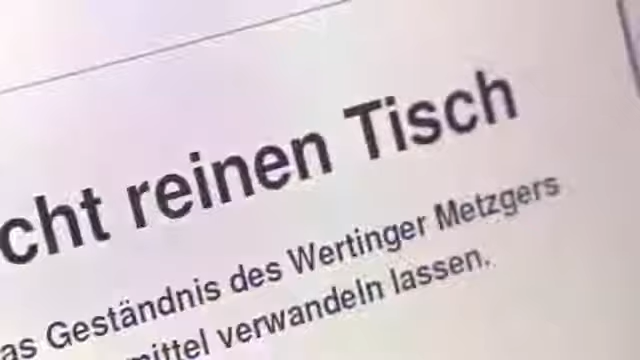 cht reinen Tisch
as Geständnis des Wertinger Metzgers
mittel verwandeln lassen.